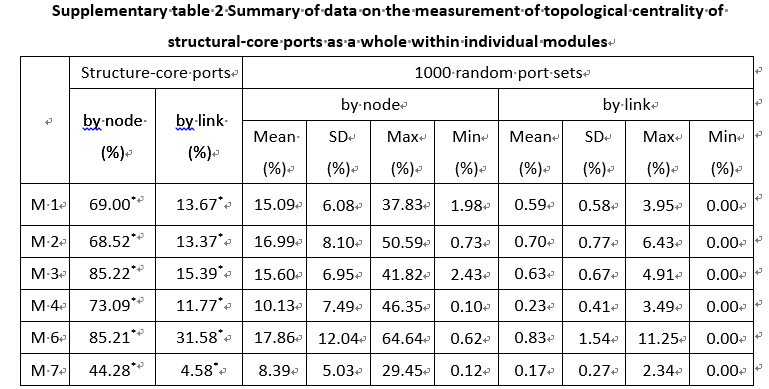 Supplementary table 2 Summary of data on the measurement of topological centrality of
structural-core ports as a whole within individual modules
Structure-core ports 1000 random port sets
by node (%) by link (%) by node by link
Mean (%) SD (%) Max (%) Min (%) Mean (%) SD (%) Max (%) Min (%)
M 1 69.00* 13.67* 15.09 6.08 37.83 1.98 0.59 0.58 3.95 0.00
M 2 68.52* 13.37* 16.99 8.10 50.59 0.73 0.70 0.77 6.43 0.00
M 3 85.22* 15.39* 15.60 6.95 41.82 2.43 0.63 0.67 4.91 0.00
M 4 73.09* 11.77* 10.13 7.49 46.35 0.10 0.23 0.41 3.49 0.00
M 6 85.21* 31.58* 17.86 12.04 64.64 0.62 0.83 1.54 11.25 0.00
M 7 44.28* 4.58* 8.39 5.03 29.45 0.12 0.17 0.27 2.34 0.00